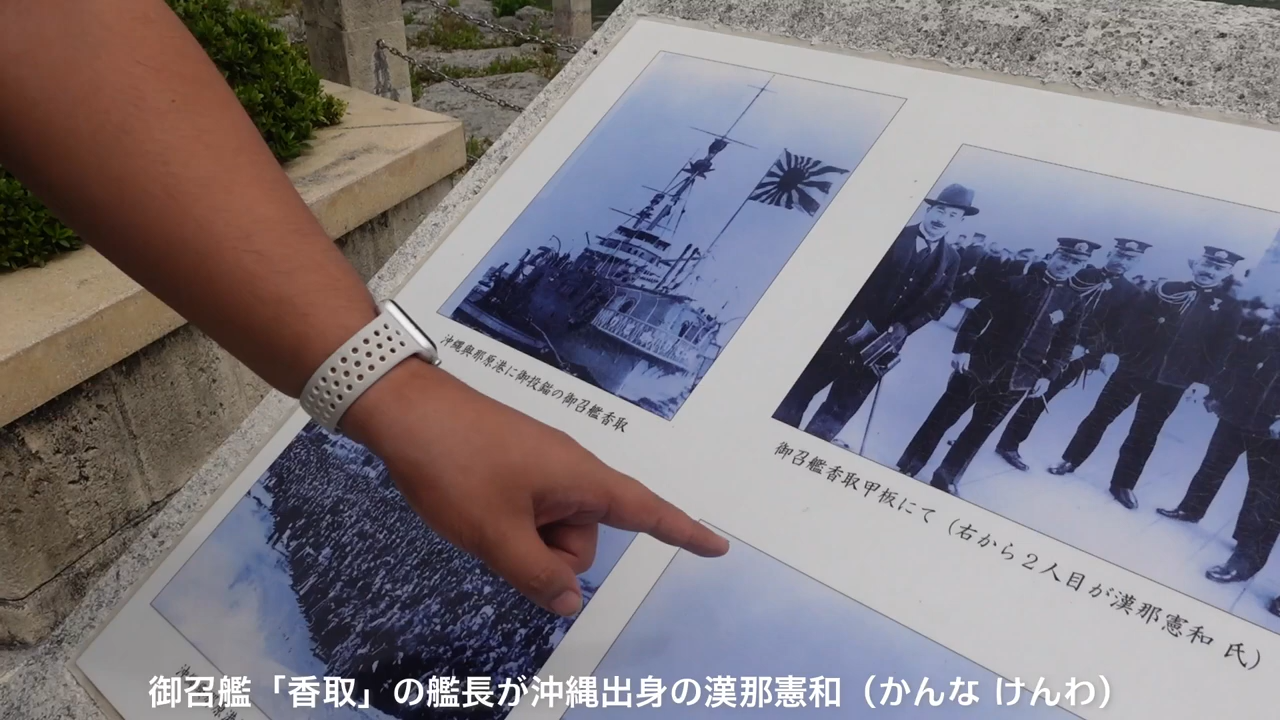 沖縄與那原港に御投錨の御召艦香取
御召艦香取甲板にて（右から２人目が漢那憲和 氏）
御召艦「香取」の艦長が沖縄出身の漢那憲和（かんな けんわ）